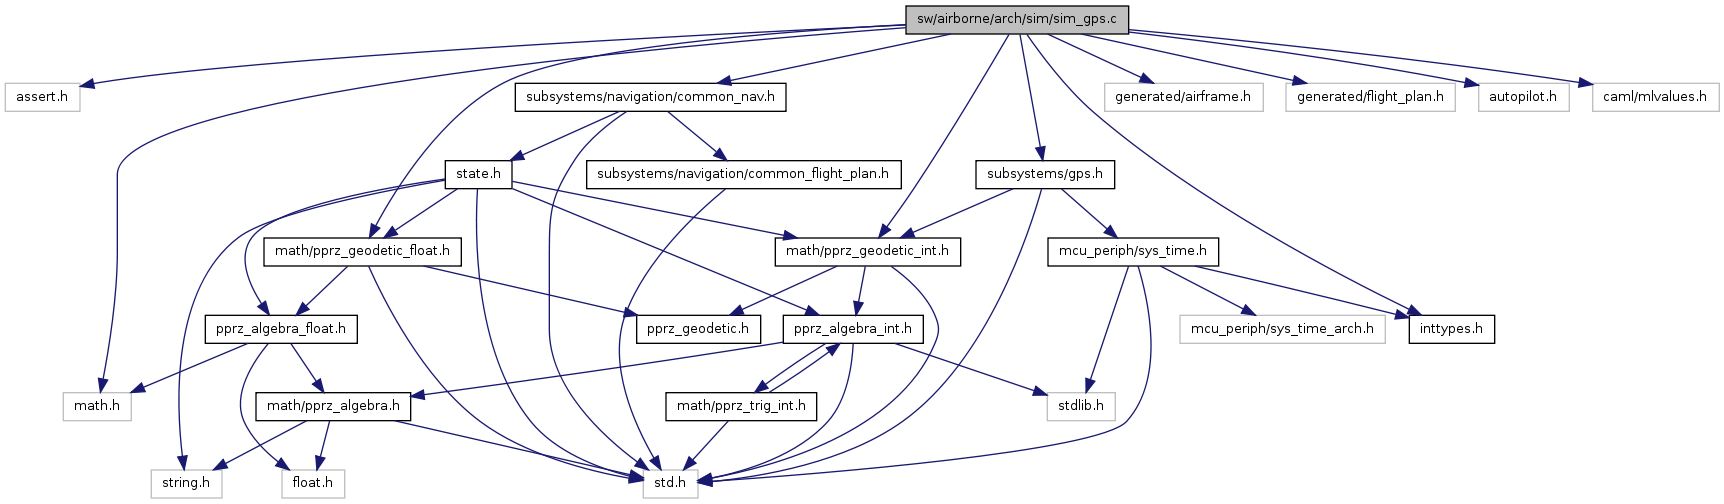 sw/airborne/arch/sim/sim_gps.c
assert.h
subsystems/navigation/common_nav.h
generated/airframe.h
generated/flight_plan.h
autopilot.h
caml/mlvalues.h
state.h
subsystems/navigation/common_flight_plan.h
subsystems/gps.h
math/pprz_geodetic_float.h
math/pprz_geodetic_int.h
mcu_periph/sys_time.h
pprz_algebra_float.h
pprz_geodetic.h
pprz_algebra_int.h
mcu_periph/sys_time_arch.h
inttypes.h
math.h
math/pprz_algebra.h
math/pprz_trig_int.h
stdlib.h
string.h
float.h
std.h